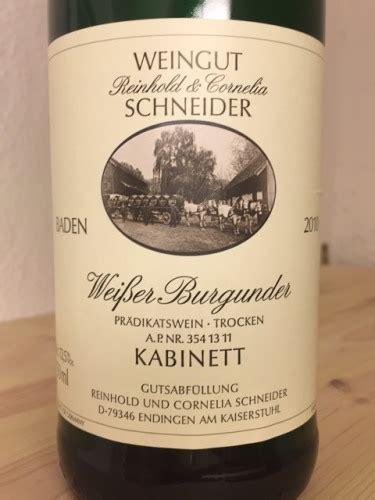 WEINGUT
Reinhold & Cornelia
SCHNEIDER
BADEN
2010
Weißer Burgunder
PRÄDIKATSWEIN · TROCKEN
A.P. NR. 354 13 11
KABINETT
GUTSABFÜLLUNG
REINHOLD UND CORNELIA SCHNEIDER
D-79346 ENDINGEN AM KAISERSTUHL